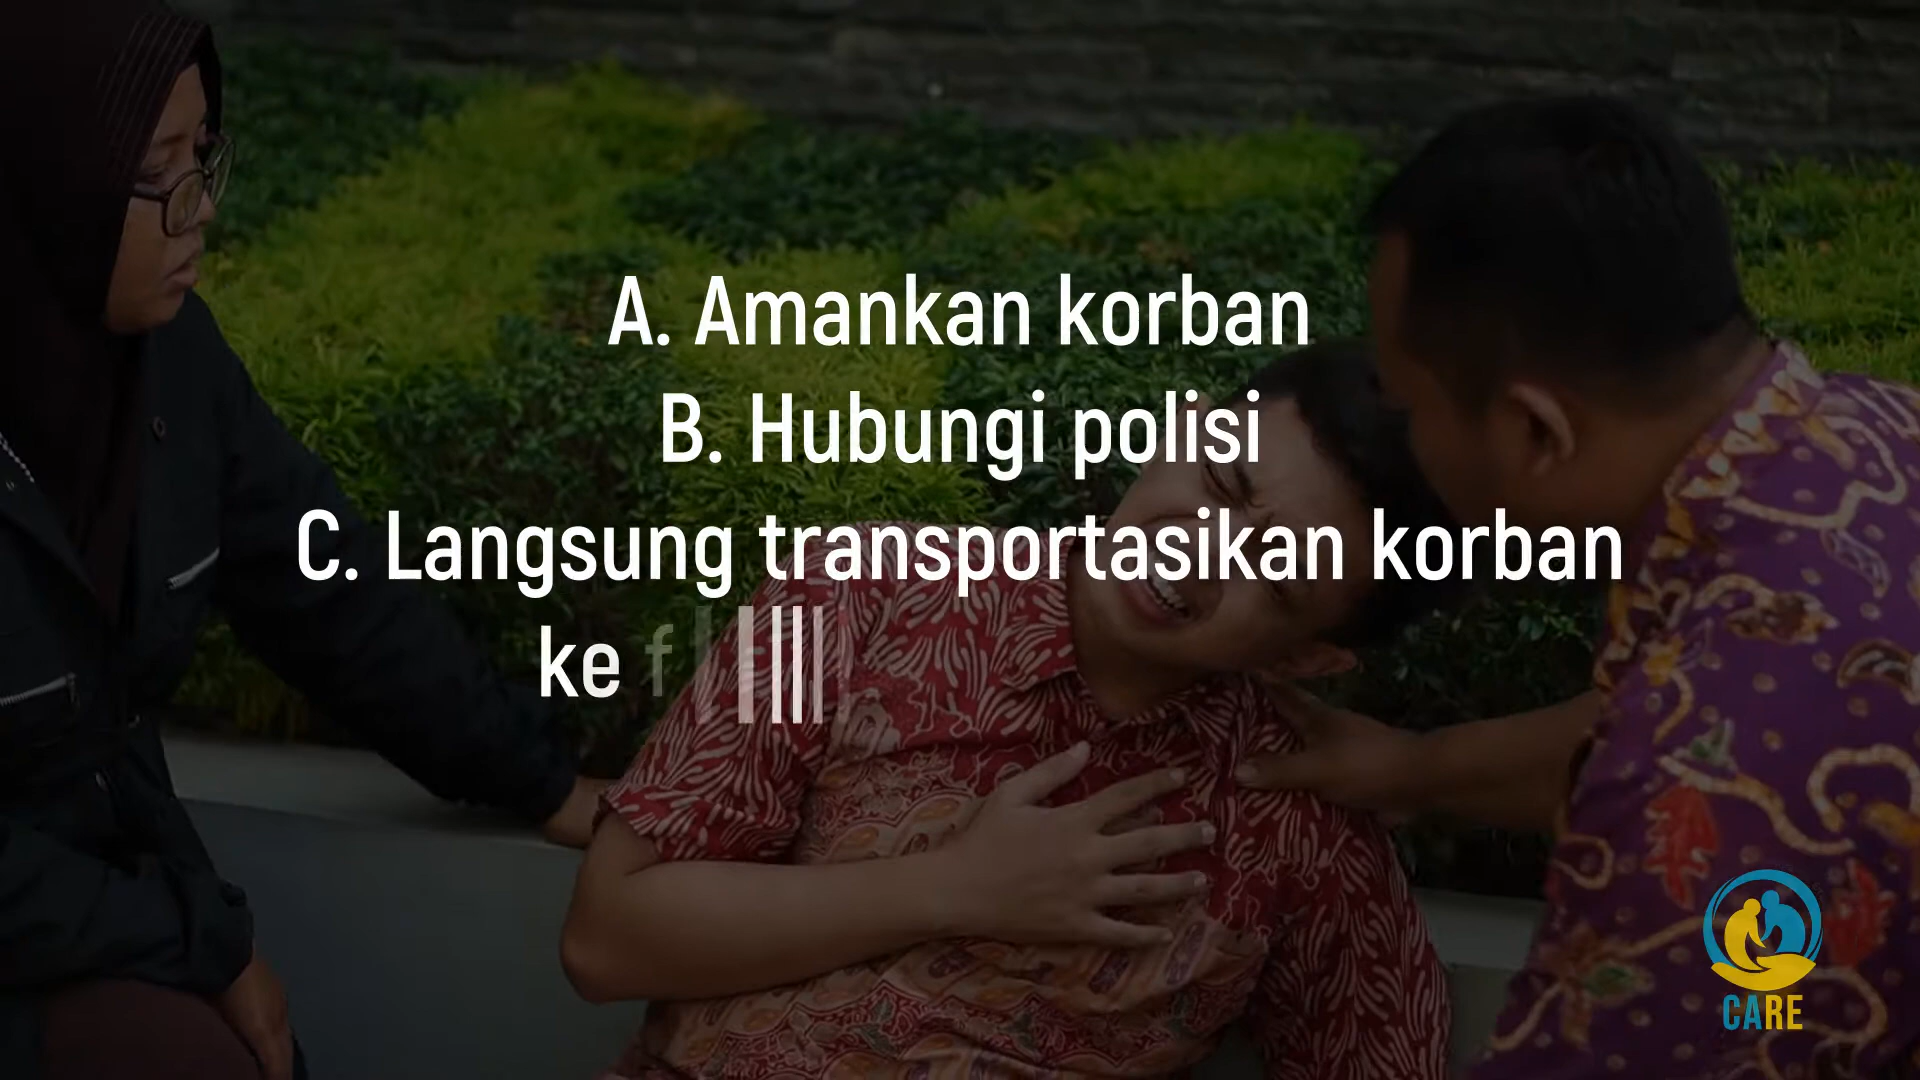 A. Amankan korban
B. Hubungi polisi
C. Langsung transportasikan korban
ke
CARE